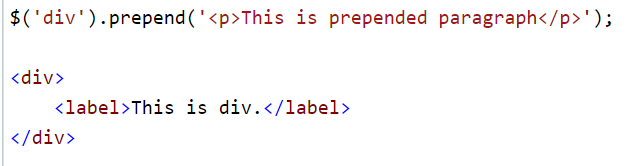 $('div').prepend('<p>This is prepended paragraph</p>');
<div>
    <label>This is div.</label>
</div>